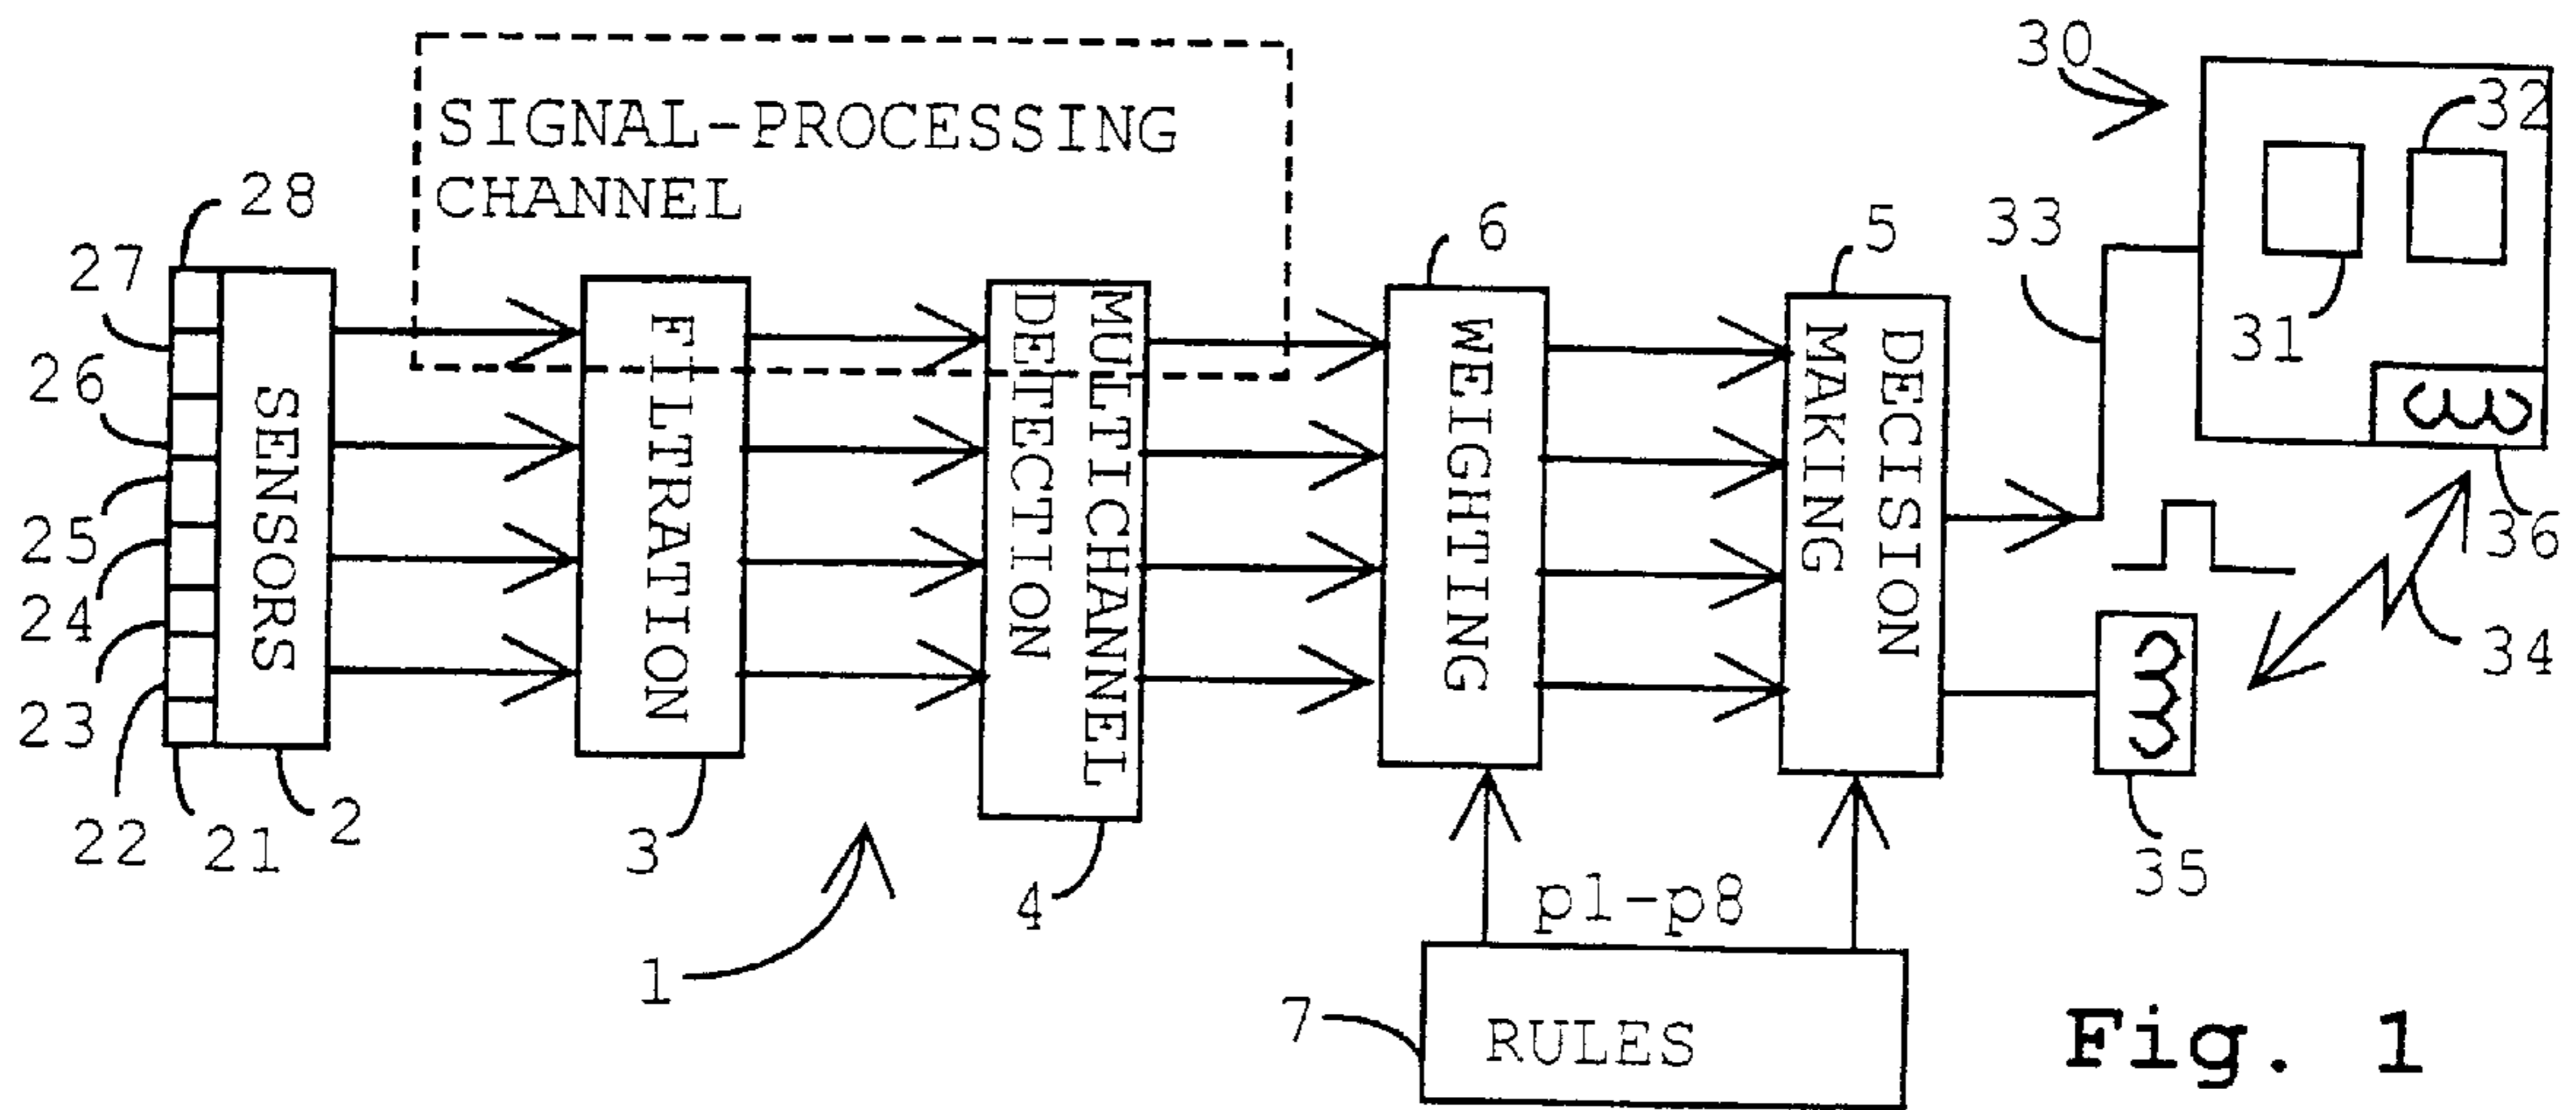 SIGNAL-PROCESSING
CHANNEL
28
27
26
25
24
23
22
21
2
SENSORS
FILTRATION
3
MULTICHANNEL
DETECTION
4
1
6
WEIGHTING
5
DECISION
MAKING
p1-p8
7
RULES
33
30
32
31
36
34
35
Fig. 1